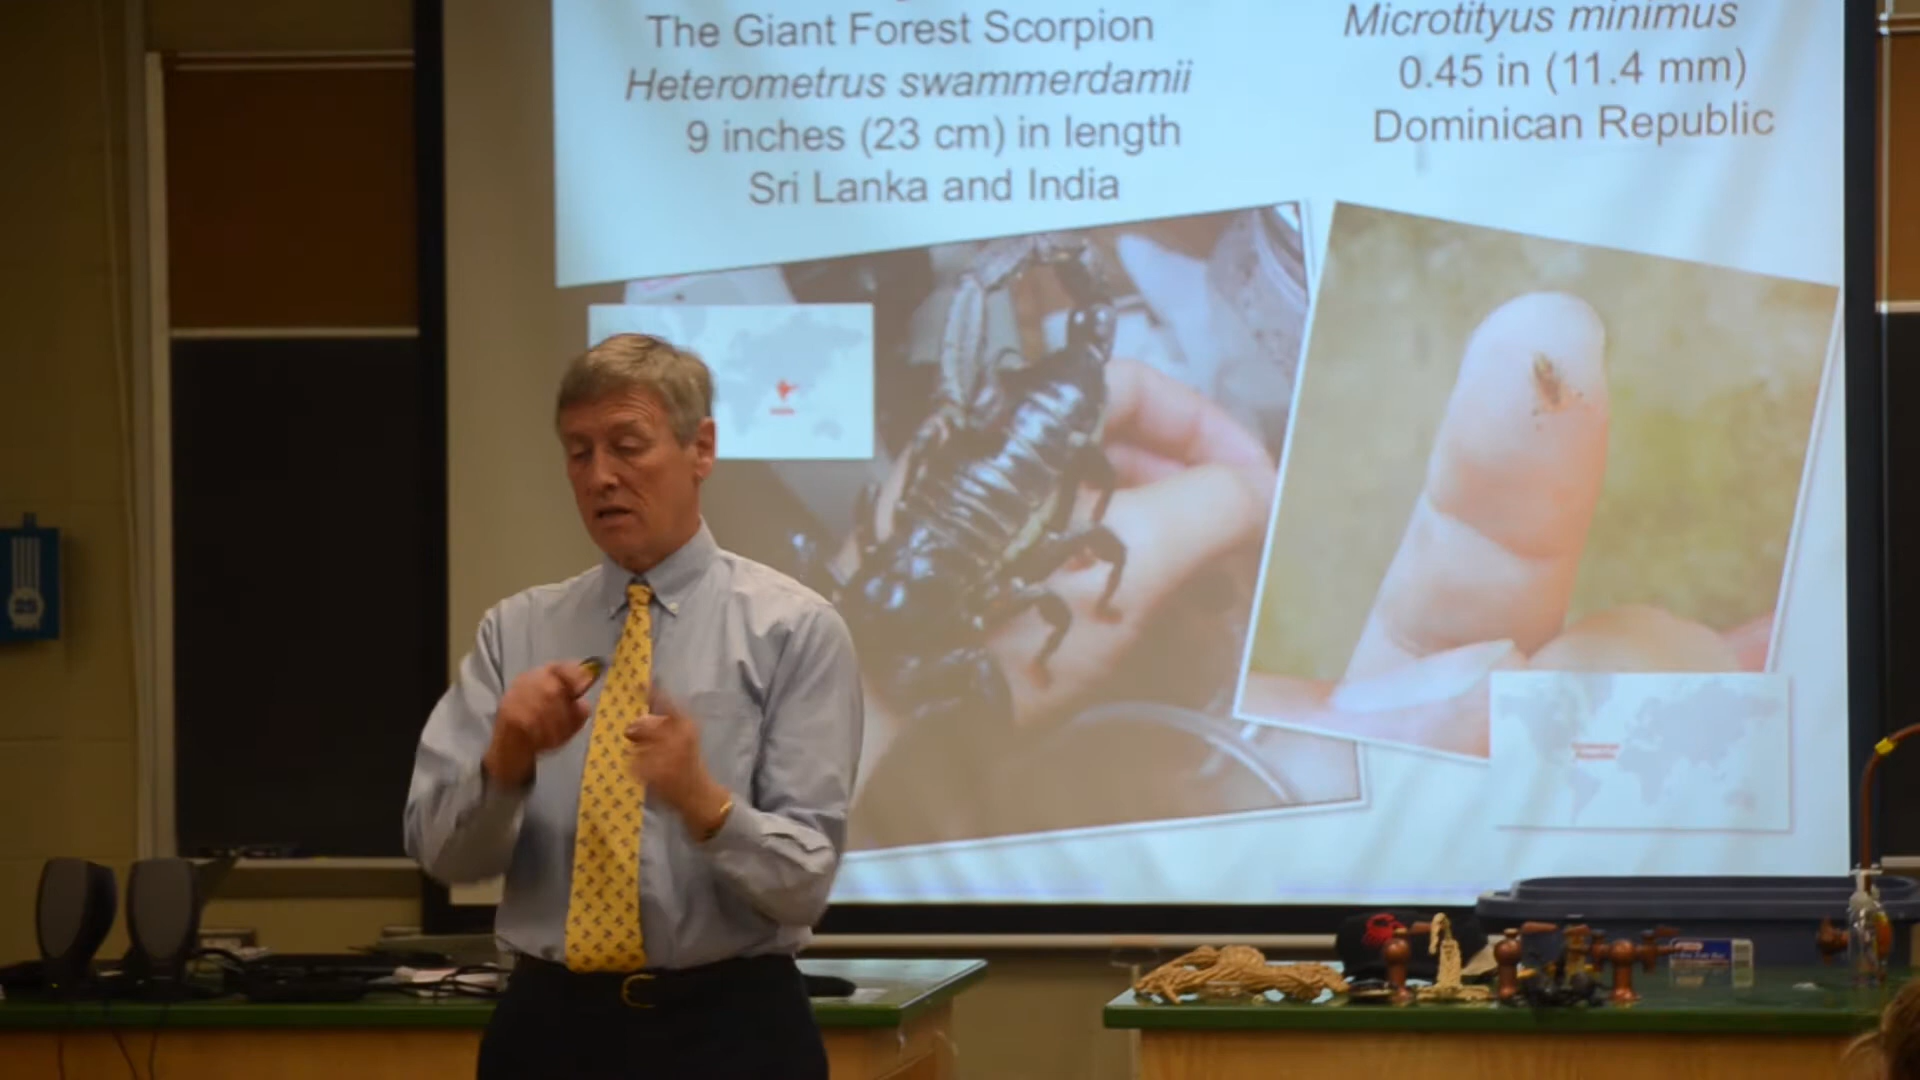 The Giant Forest Scorpion
Heterometrus swammerdamii
9 inches (23 cm) in length
Sri Lanka and India
Microtityus minimus
0.45 in (11.4 mm)
Dominican Republic
25